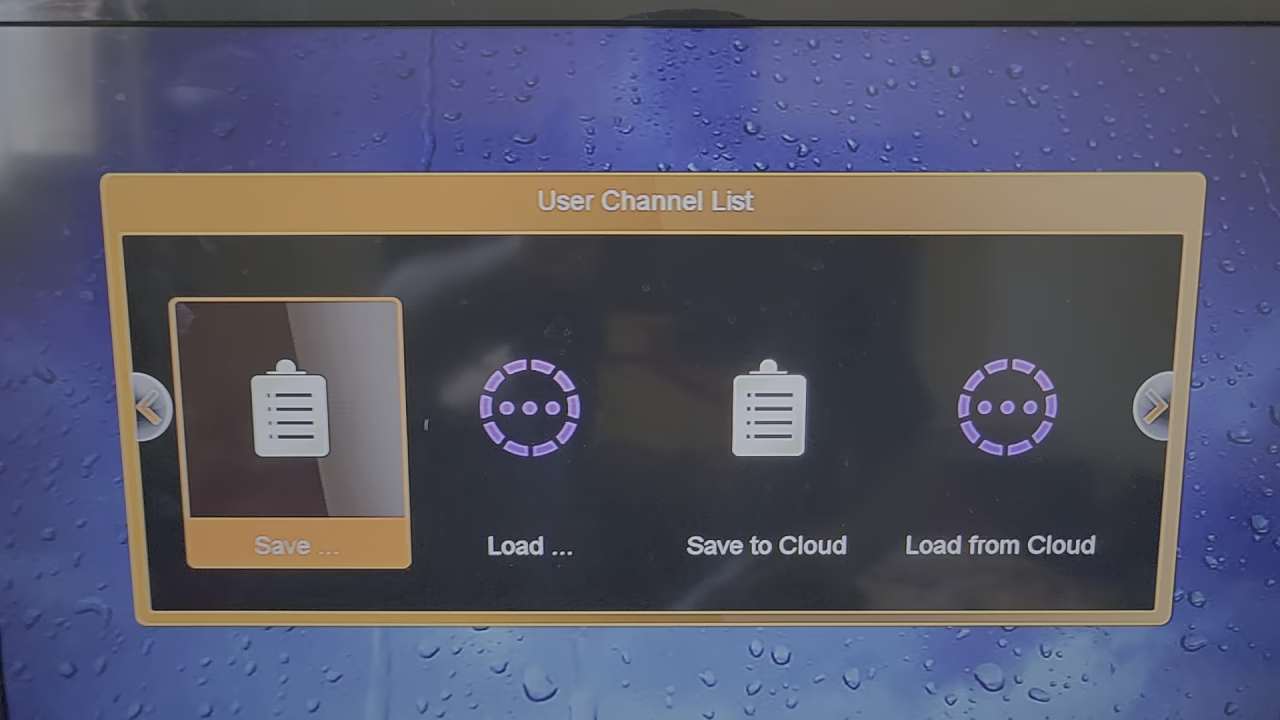 User Channel List
Save ...
Load ...
Save to Cloud
Load from Cloud